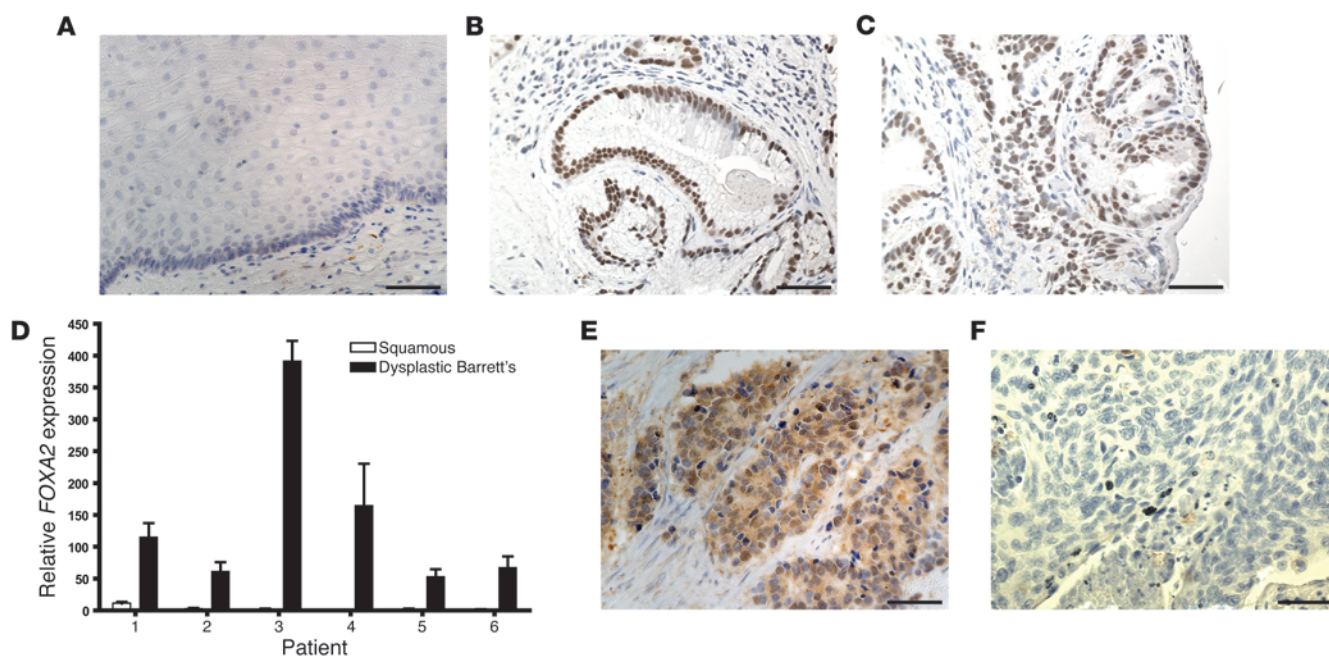 A
B
C
D
450
400
350
300
250
200
150
100
50
0
Relative FOXA2 expression
Squamous
Dysplastic Barrett's
1 2 3 4 5 6
Patient
E
F